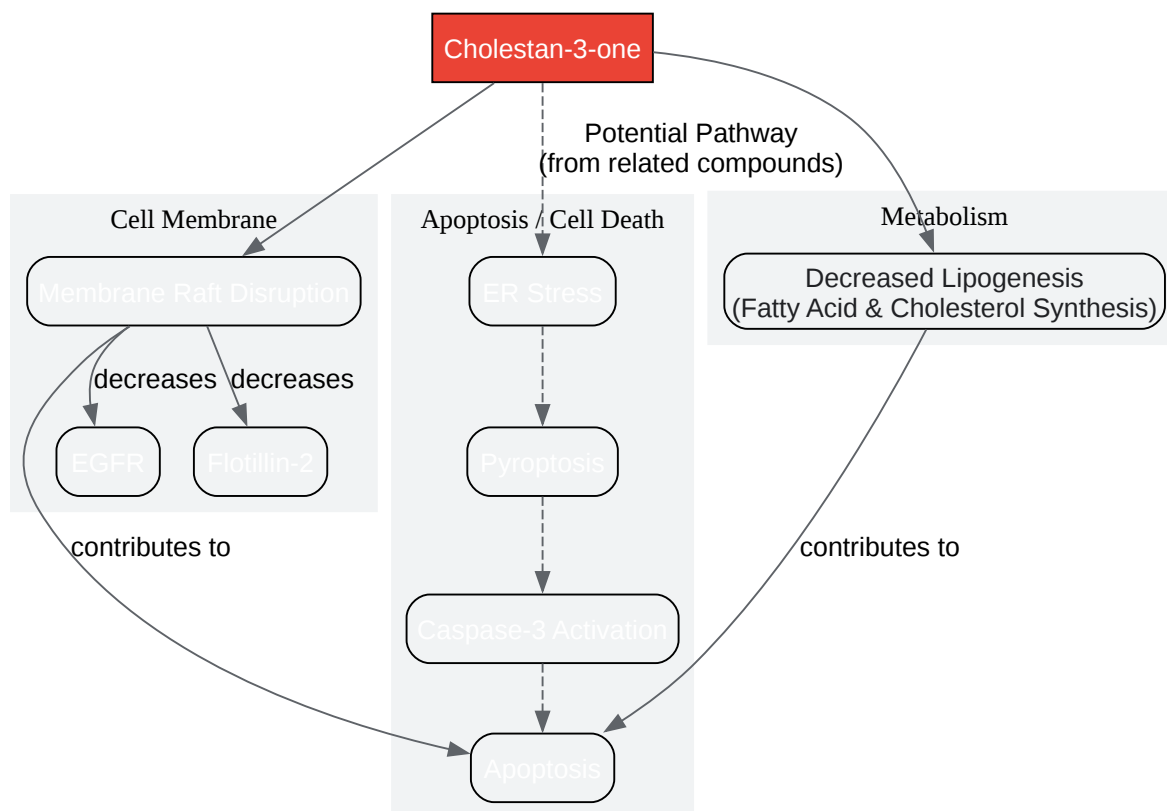 Cholestan-3-one
Potential Pathway
(from related compounds)
Cell Membrane
Apoptosis / Cell Death
Metabolism
Membrane Raft Disruption
ER Stress
Decreased Lipogenesis
(Fatty Acid & Cholesterol Synthesis)
decreases
decreases
EGFR
Flotillin-2
Pyroptosis
contributes to
contributes to
Caspase-3 Activation
Apoptosis